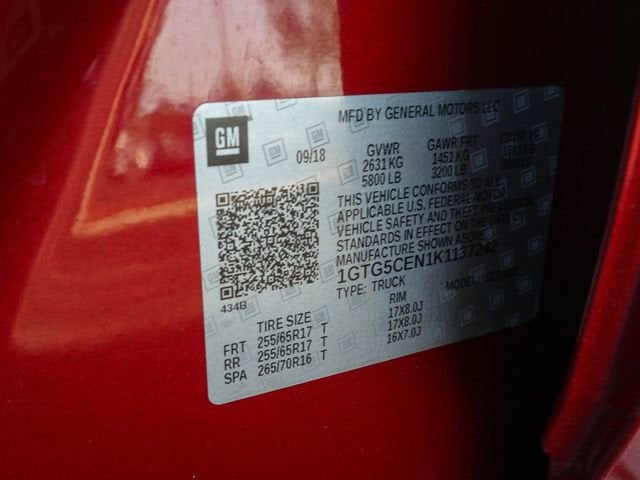 MFD BY GENERAL MOTORS LLC
GM
09/18
GVWR GAWR FRT GAWR RR
2631 KG 1451 KG
5800 LB 3200 LB
THIS VEHICLE CONFORMS TO ALL
APPLICABLE U.S. FEDERAL MOTOR
VEHICLE SAFETY AND THEFT PREVENTION
STANDARDS IN EFFECT ON THE DATE OF
MANUFACTURE SHOWN ABOVE.
1GTG5CEN1K1137242
TYPE: TRUCK MODEL:
434B
TIRE SIZE RIM
FRT 255/65R17 T 17X8.0J
RR 255/65R17 T 17X8.0J
SPA 265/70R16 T 16X7.0J